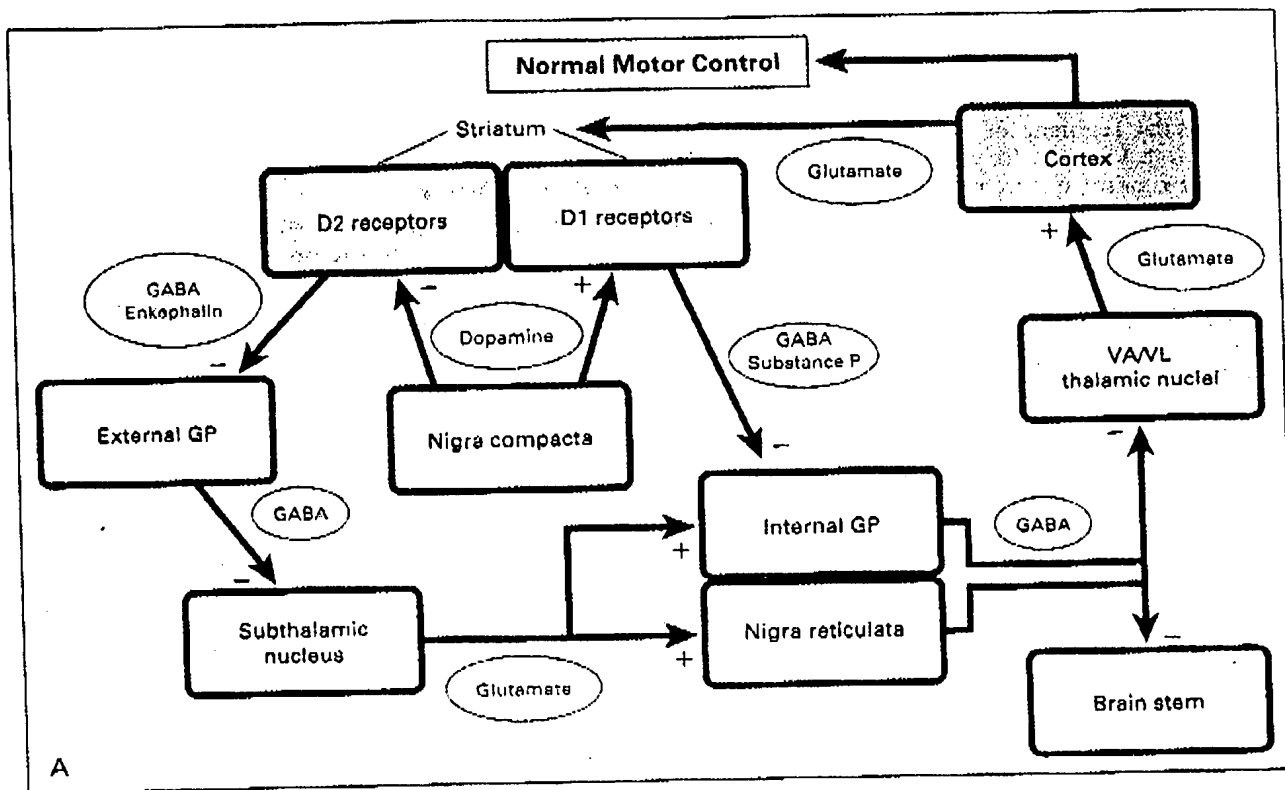 Normal Motor Control
Striatum
Glutamate
Cortex
D2 receptors
D1 receptors
+
Glutamate
GABA
Enkephalin
−
+
Dopamine
GABA
Substance P
VA/VL
thalamic nuclei
−
External GP
Nigra compacta
−
−
GABA
Internal GP
GABA
+
−
Subthalamic
nucleus
Nigra reticulata
+
−
Glutamate
Brain stem
A